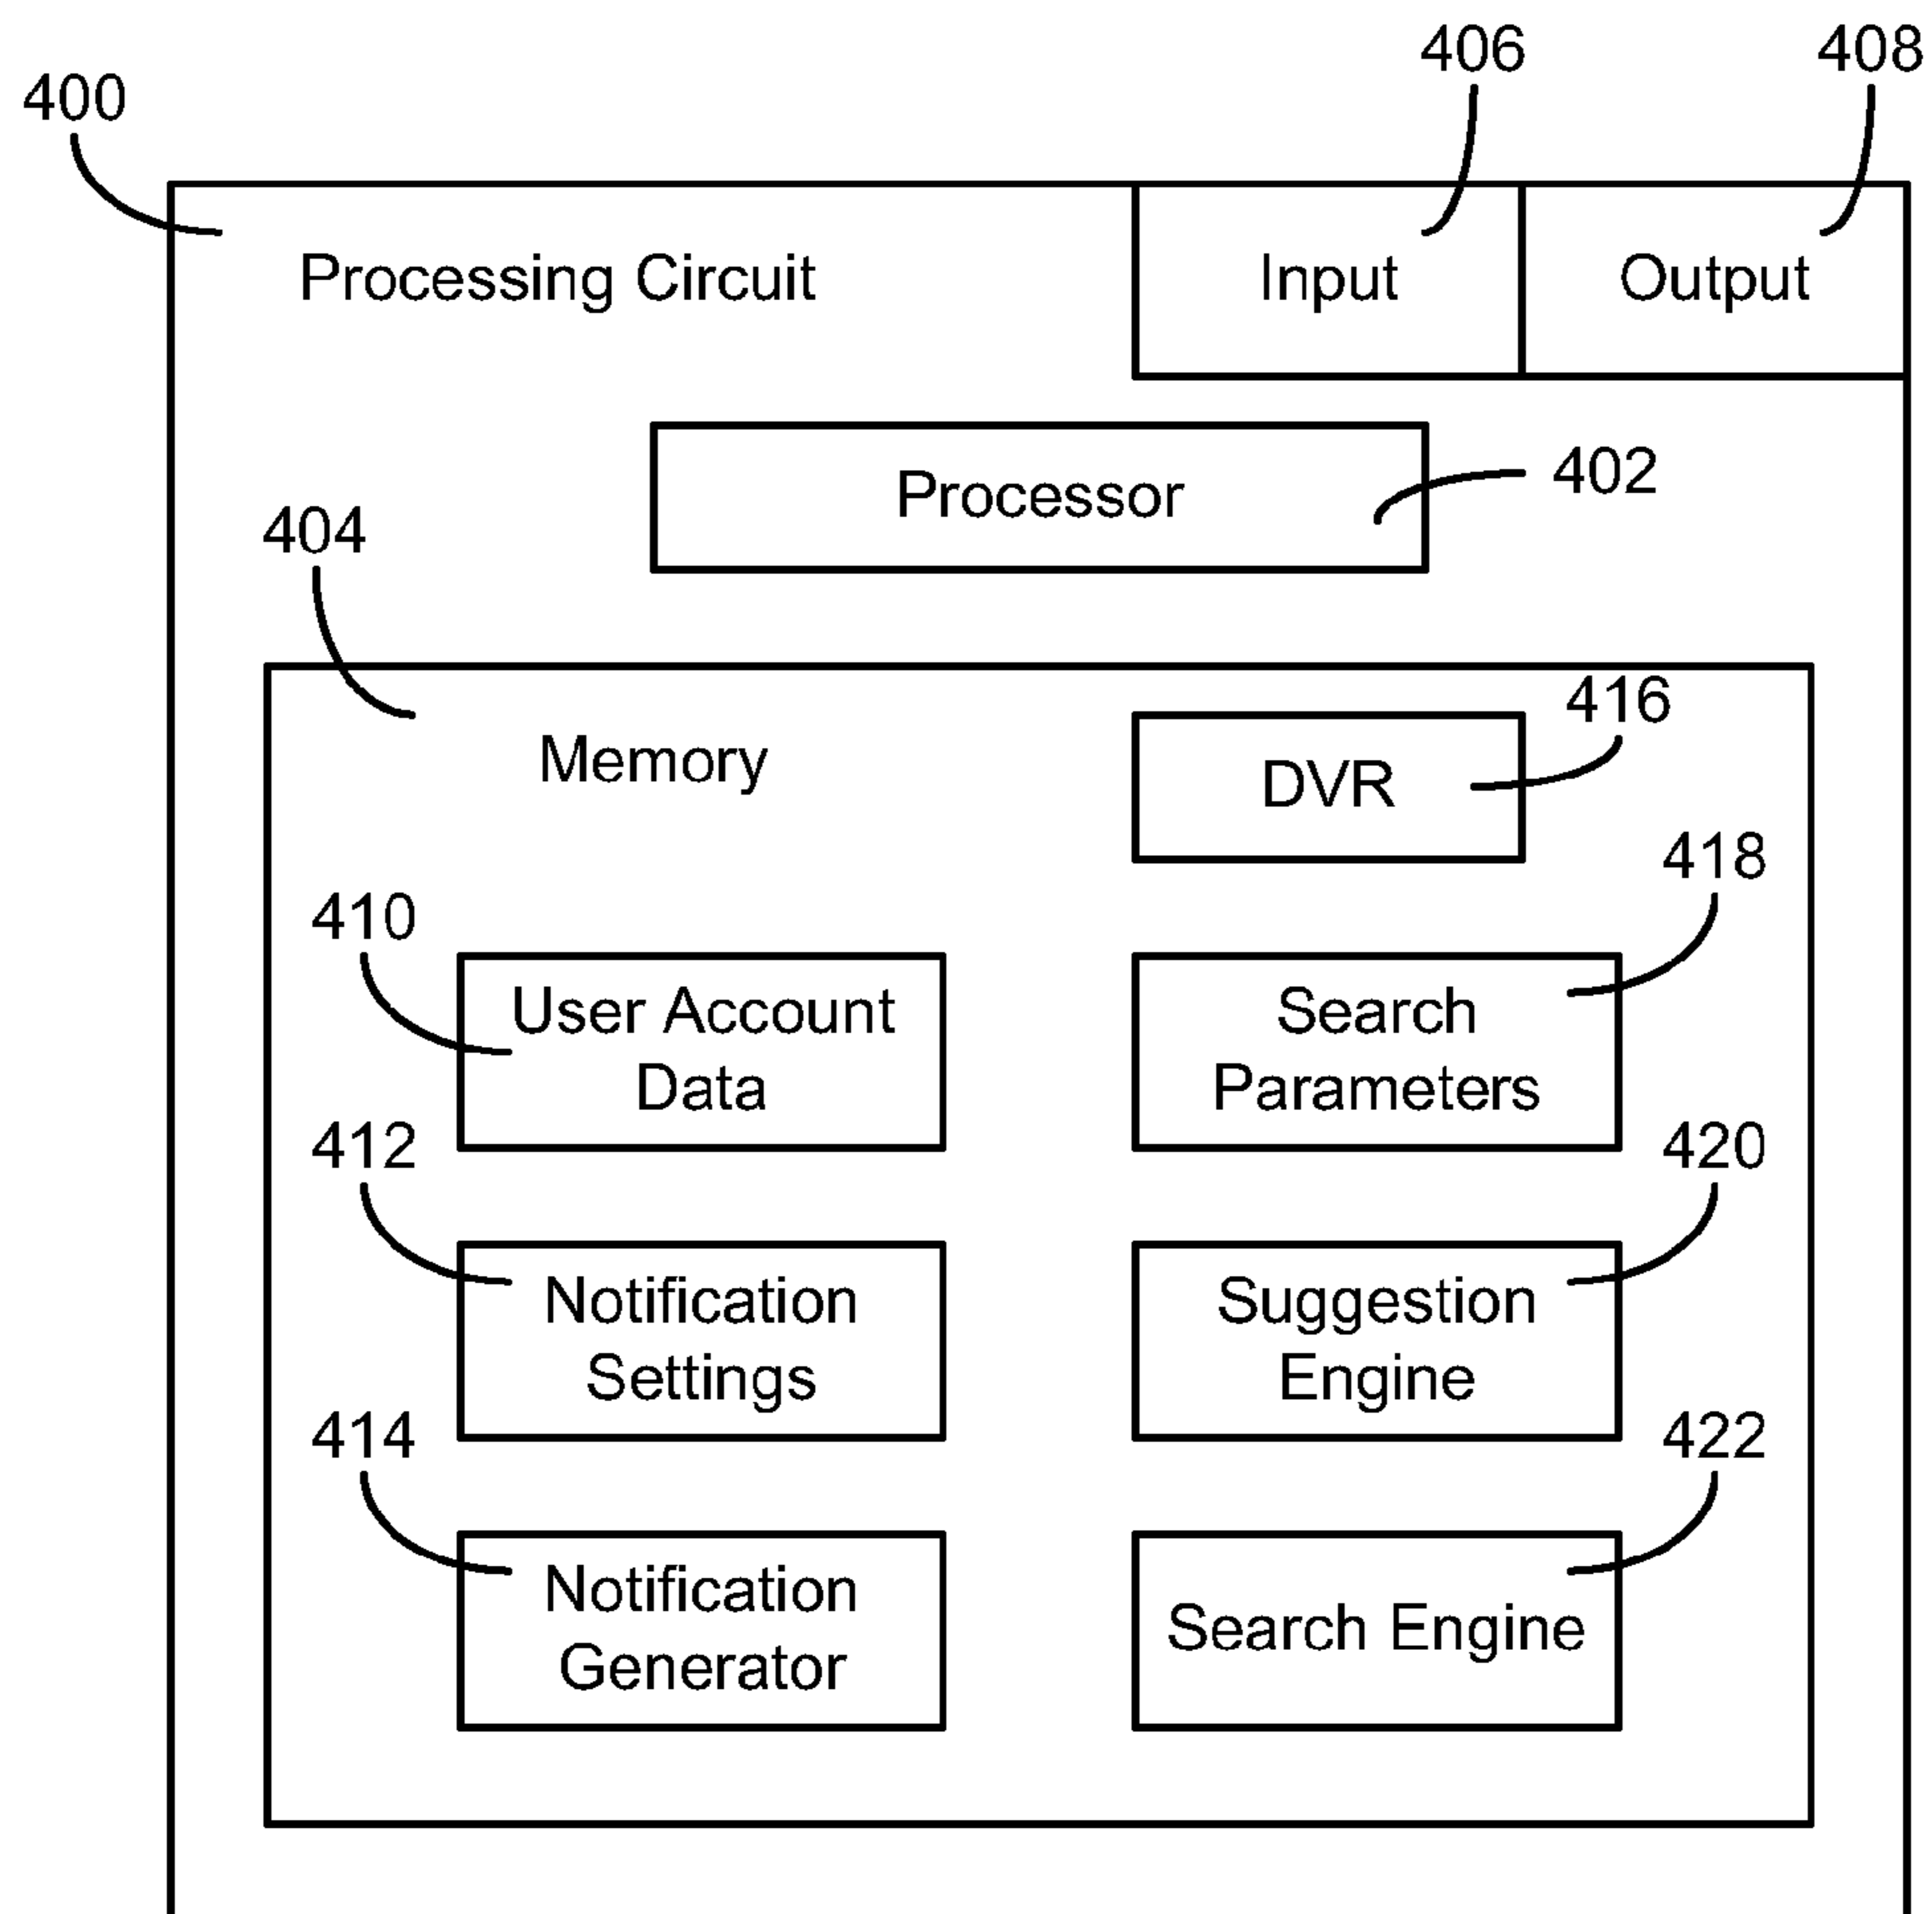 406
408
400
Processing Circuit
Input
Output
Processor
402
404
416
Memory
DVR
418
410
User Account
Data
Search
Parameters
412
420
Notification
Settings
Suggestion
Engine
414
422
Notification
Generator
Search Engine